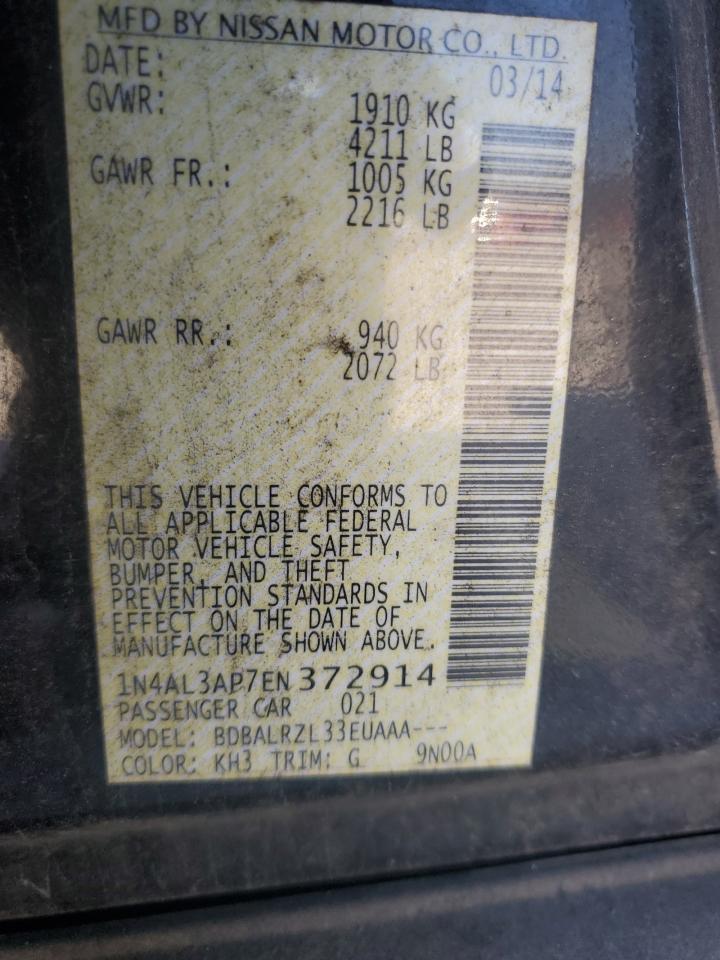 MFD BY NISSAN MOTOR CO., LTD.
DATE: 03/14
GVWR: 1910 KG
4211 LB
GAWR FR.: 1005 KG
2216 LB
GAWR RR.: 940 KG
2072 LB
THIS VEHICLE CONFORMS TO
ALL APPLICABLE FEDERAL
MOTOR VEHICLE SAFETY,
BUMPER, AND THEFT
PREVENTION STANDARDS IN
EFFECT ON THE DATE OF
MANUFACTURE SHOWN ABOVE.
1N4AL3AP7EN372914
PASSENGER CAR 021
MODEL: BDBALRZL33EUAAA---
COLOR: KH3 TRIM: G 9N00A